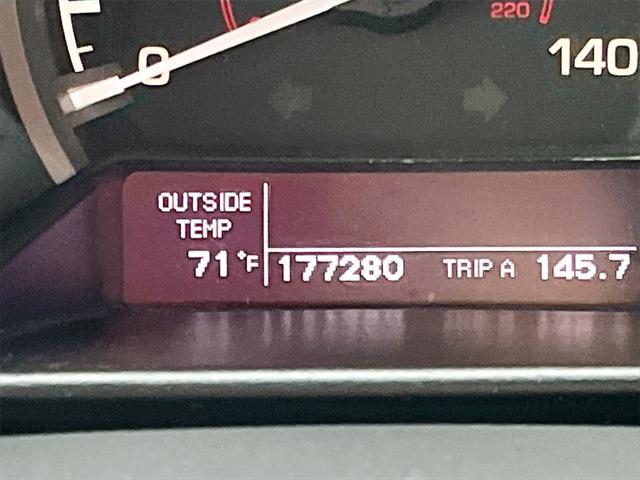 220
0
140
OUTSIDE
TEMP
71°F
177280 TRIP A 145.7